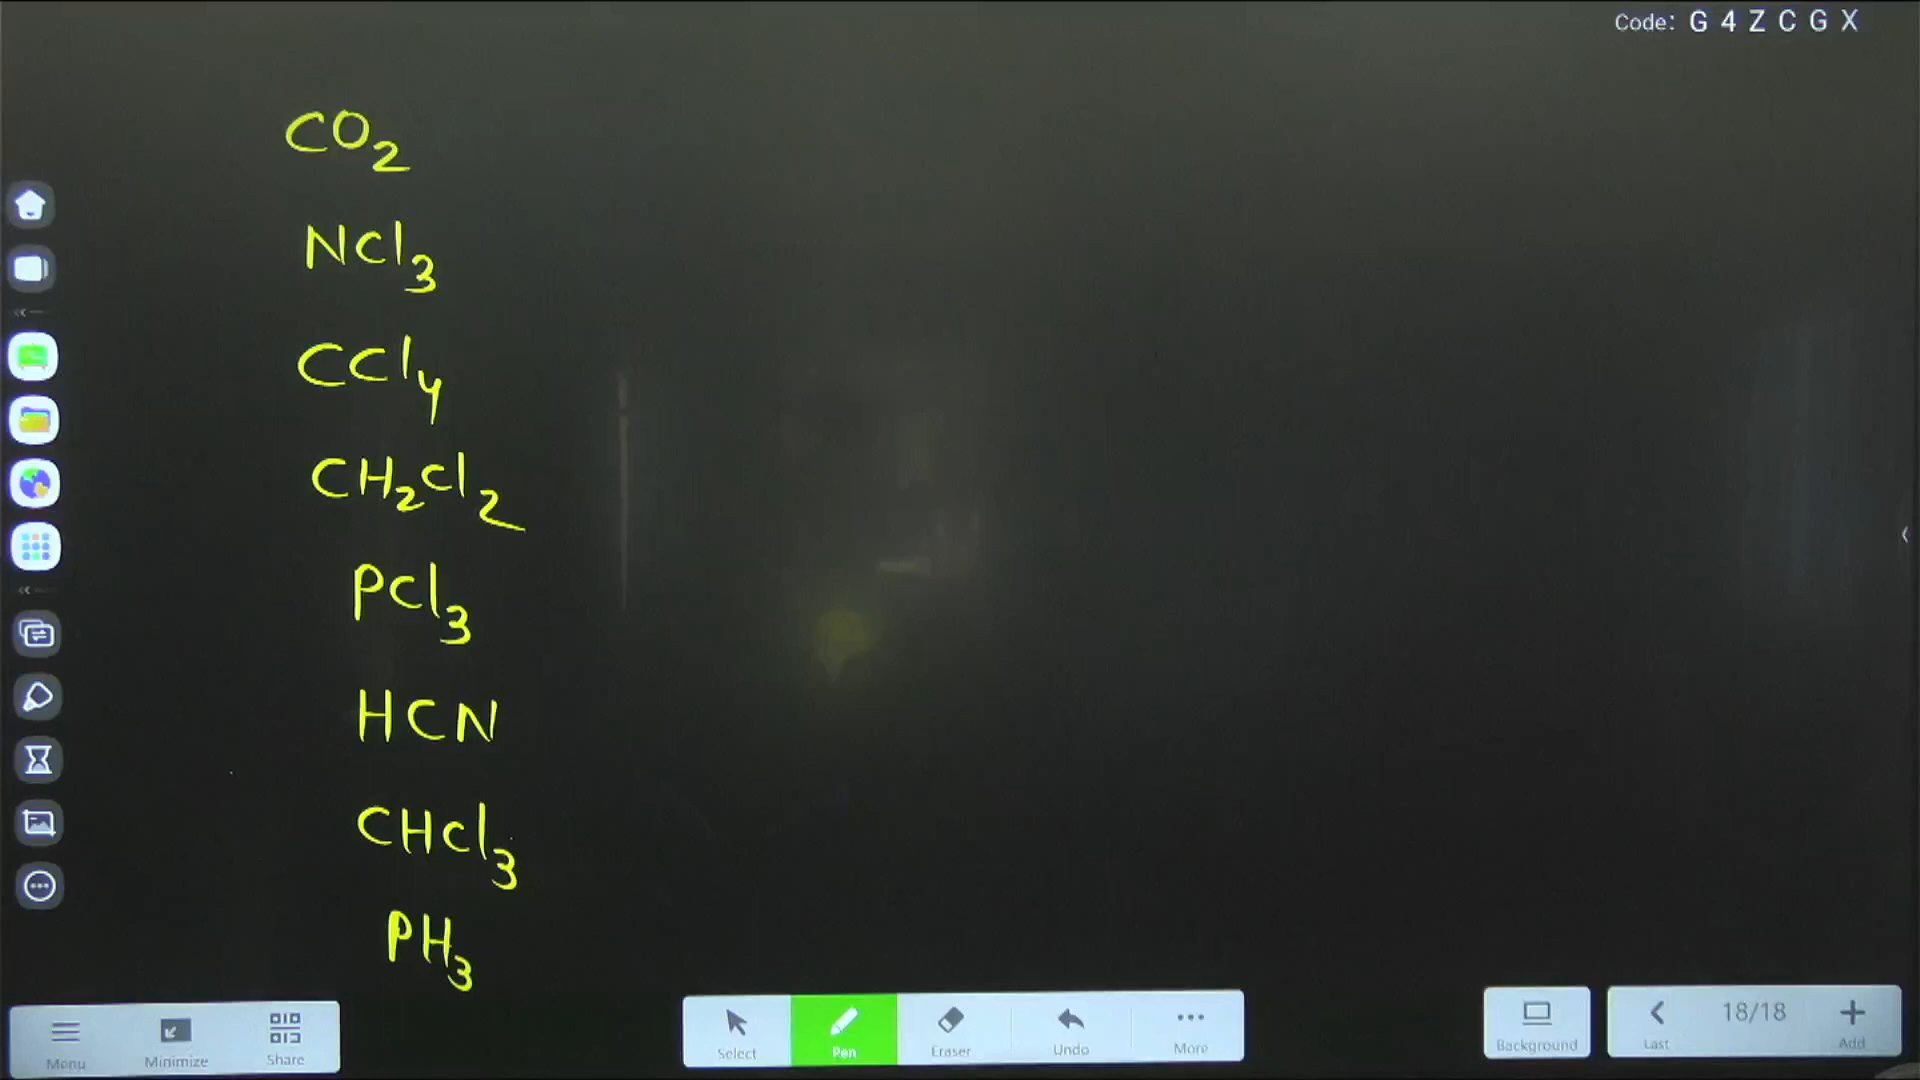 Code: G 4 Z C G X
CO2
NCl3
CCl4
CH2Cl2
PCl3
HCN
CHCl3
PH3
Menu
Minimize
Share
Select
Pen
Eraser
Undo
More
Background
Last
18/18
Add